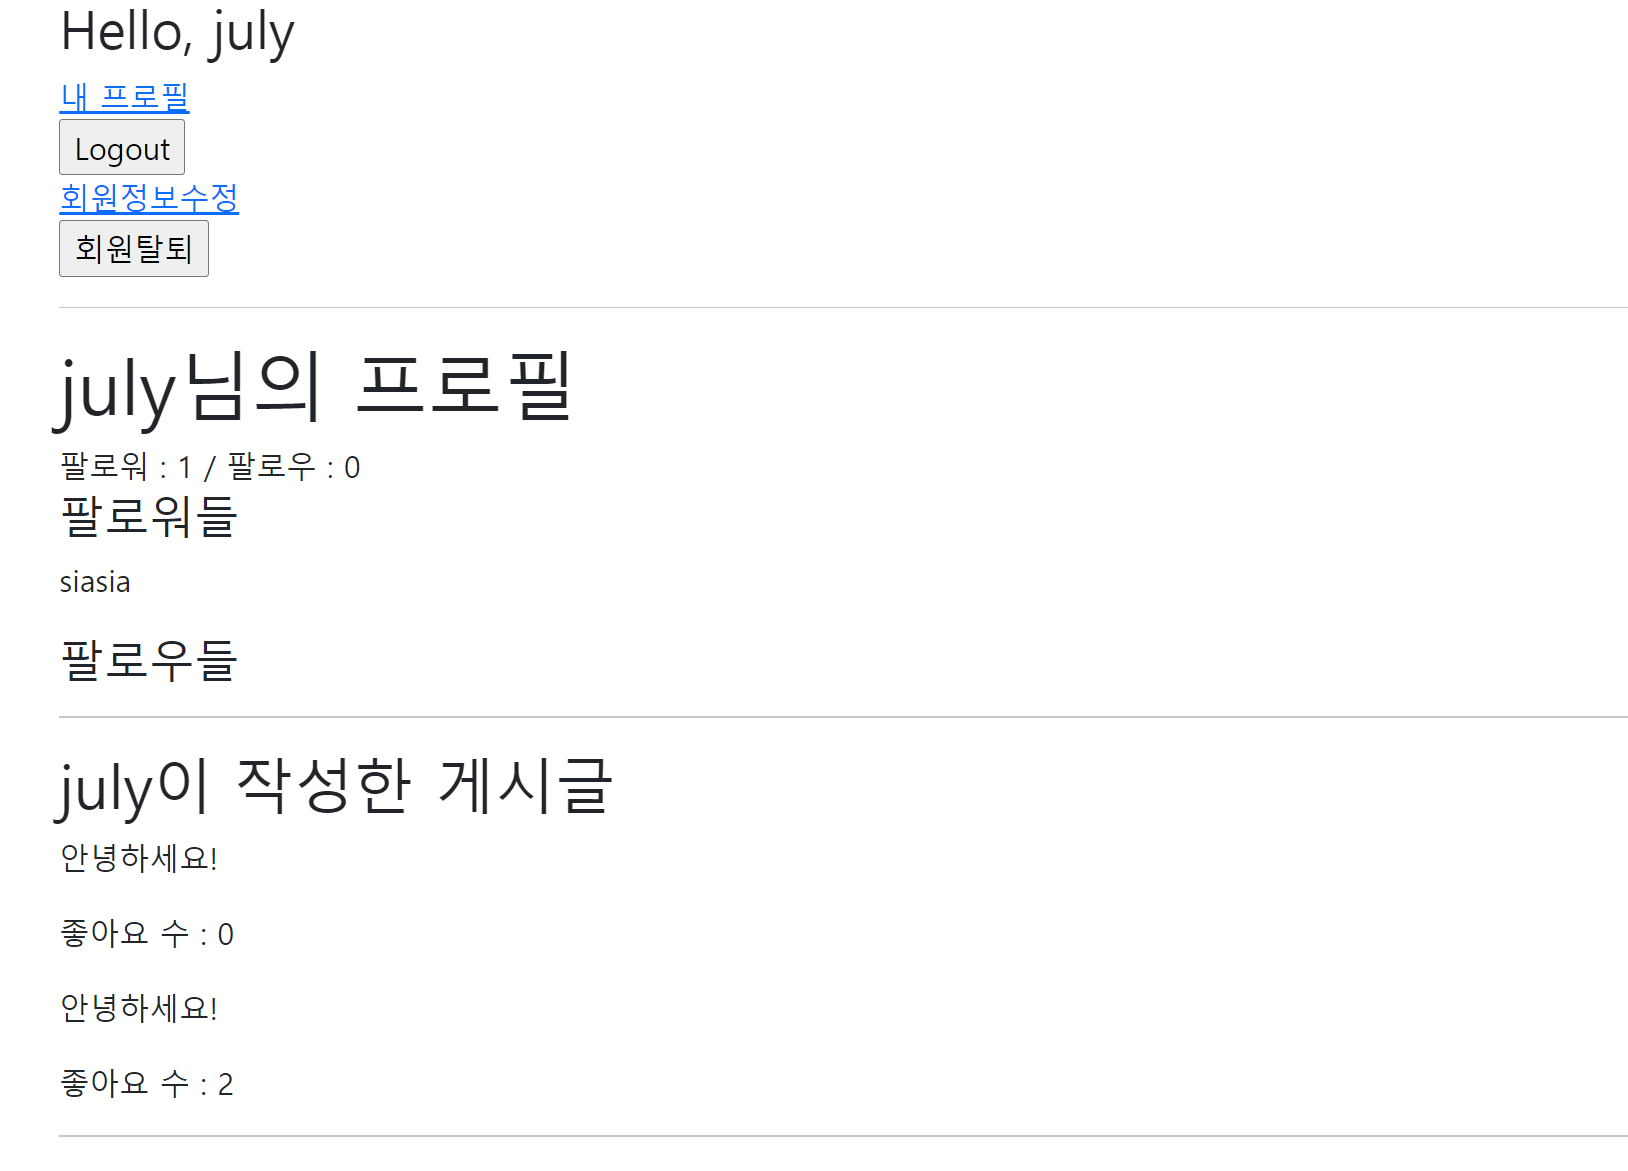 Hello, july
내 프로필
Logout
회원정보수정
회원탈퇴
july님의 프로필
팔로워 : 1 / 팔로우 : 0
팔로워들
siasia
팔로우들
july이 작성한 게시글
안녕하세요!
좋아요 수 : 0
안녕하세요!
좋아요 수 : 2